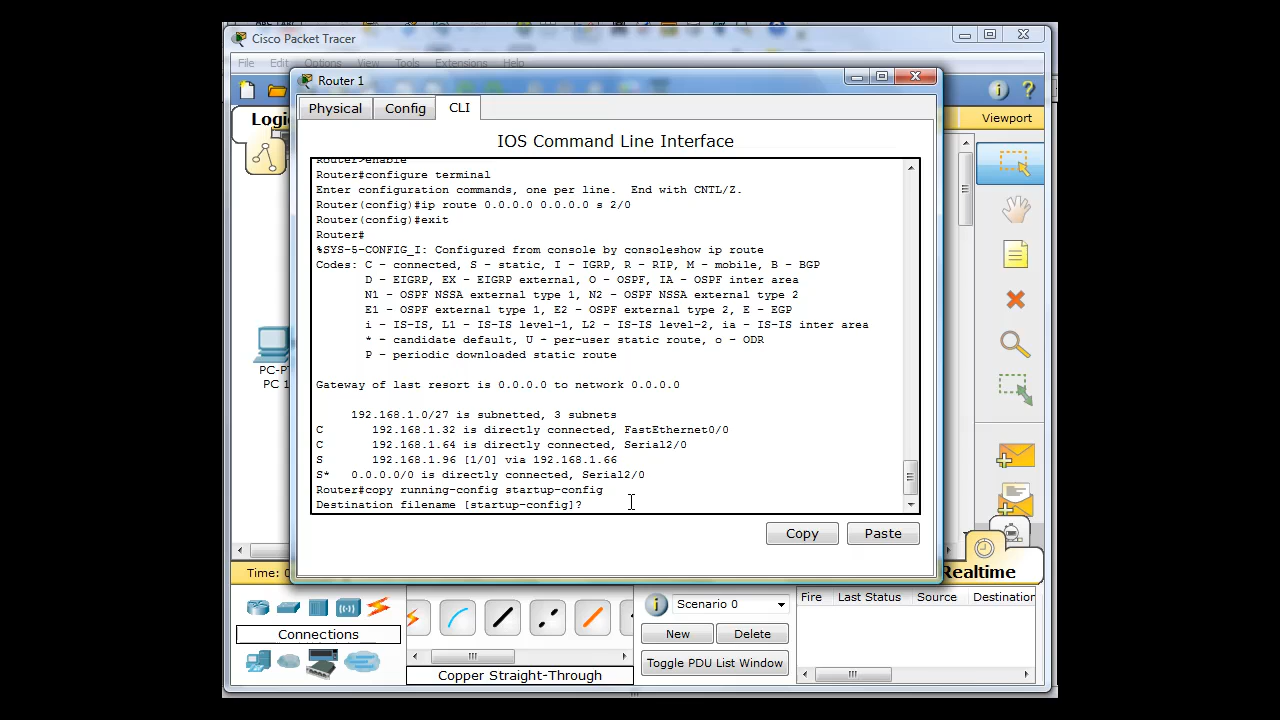 Cisco Packet Tracer
File Edit Options View Tools Extensions Help
Router 1
Physical Config CLI
Viewport
IOS Command Line Interface
Router>enable
Router#configure terminal
Enter configuration commands, one per line. End with CNTL/Z.
Router(config)#ip route 0.0.0.0 0.0.0.0 s 2/0
Router(config)#exit
Router#
%SYS-5-CONFIG_I: Configured from console by consoleshow ip route
Codes: C - connected, S - static, I - IGRP, R - RIP, M - mobile, B - BGP
D - EIGRP, EX - EIGRP external, O - OSPF, IA - OSPF inter area
N1 - OSPF NSSA external type 1, N2 - OSPF NSSA external type 2
E1 - OSPF external type 1, E2 - OSPF external type 2, E - EGP
i - IS-IS, L1 - IS-IS level-1, L2 - IS-IS level-2, ia - IS-IS inter area
* - candidate default, U - per-user static route, o - ODR
P - periodic downloaded static route
Gateway of last resort is 0.0.0.0 to network 0.0.0.0
192.168.1.0/27 is subnetted, 3 subnets
C 192.168.1.32 is directly connected, FastEthernet0/0
C 192.168.1.64 is directly connected, Serial2/0
S 192.168.1.96 [1/0] via 192.168.1.66
S* 0.0.0.0/0 is directly connected, Serial2/0
Router#copy running-config startup-config
Destination filename [startup-config]?
Copy Paste
PC-PT
PC 1
Time: 0
Realtime
Connections
Copper Straight-Through
Scenario 0
New Delete
Toggle PDU List Window
Fire Last Status Source Destination